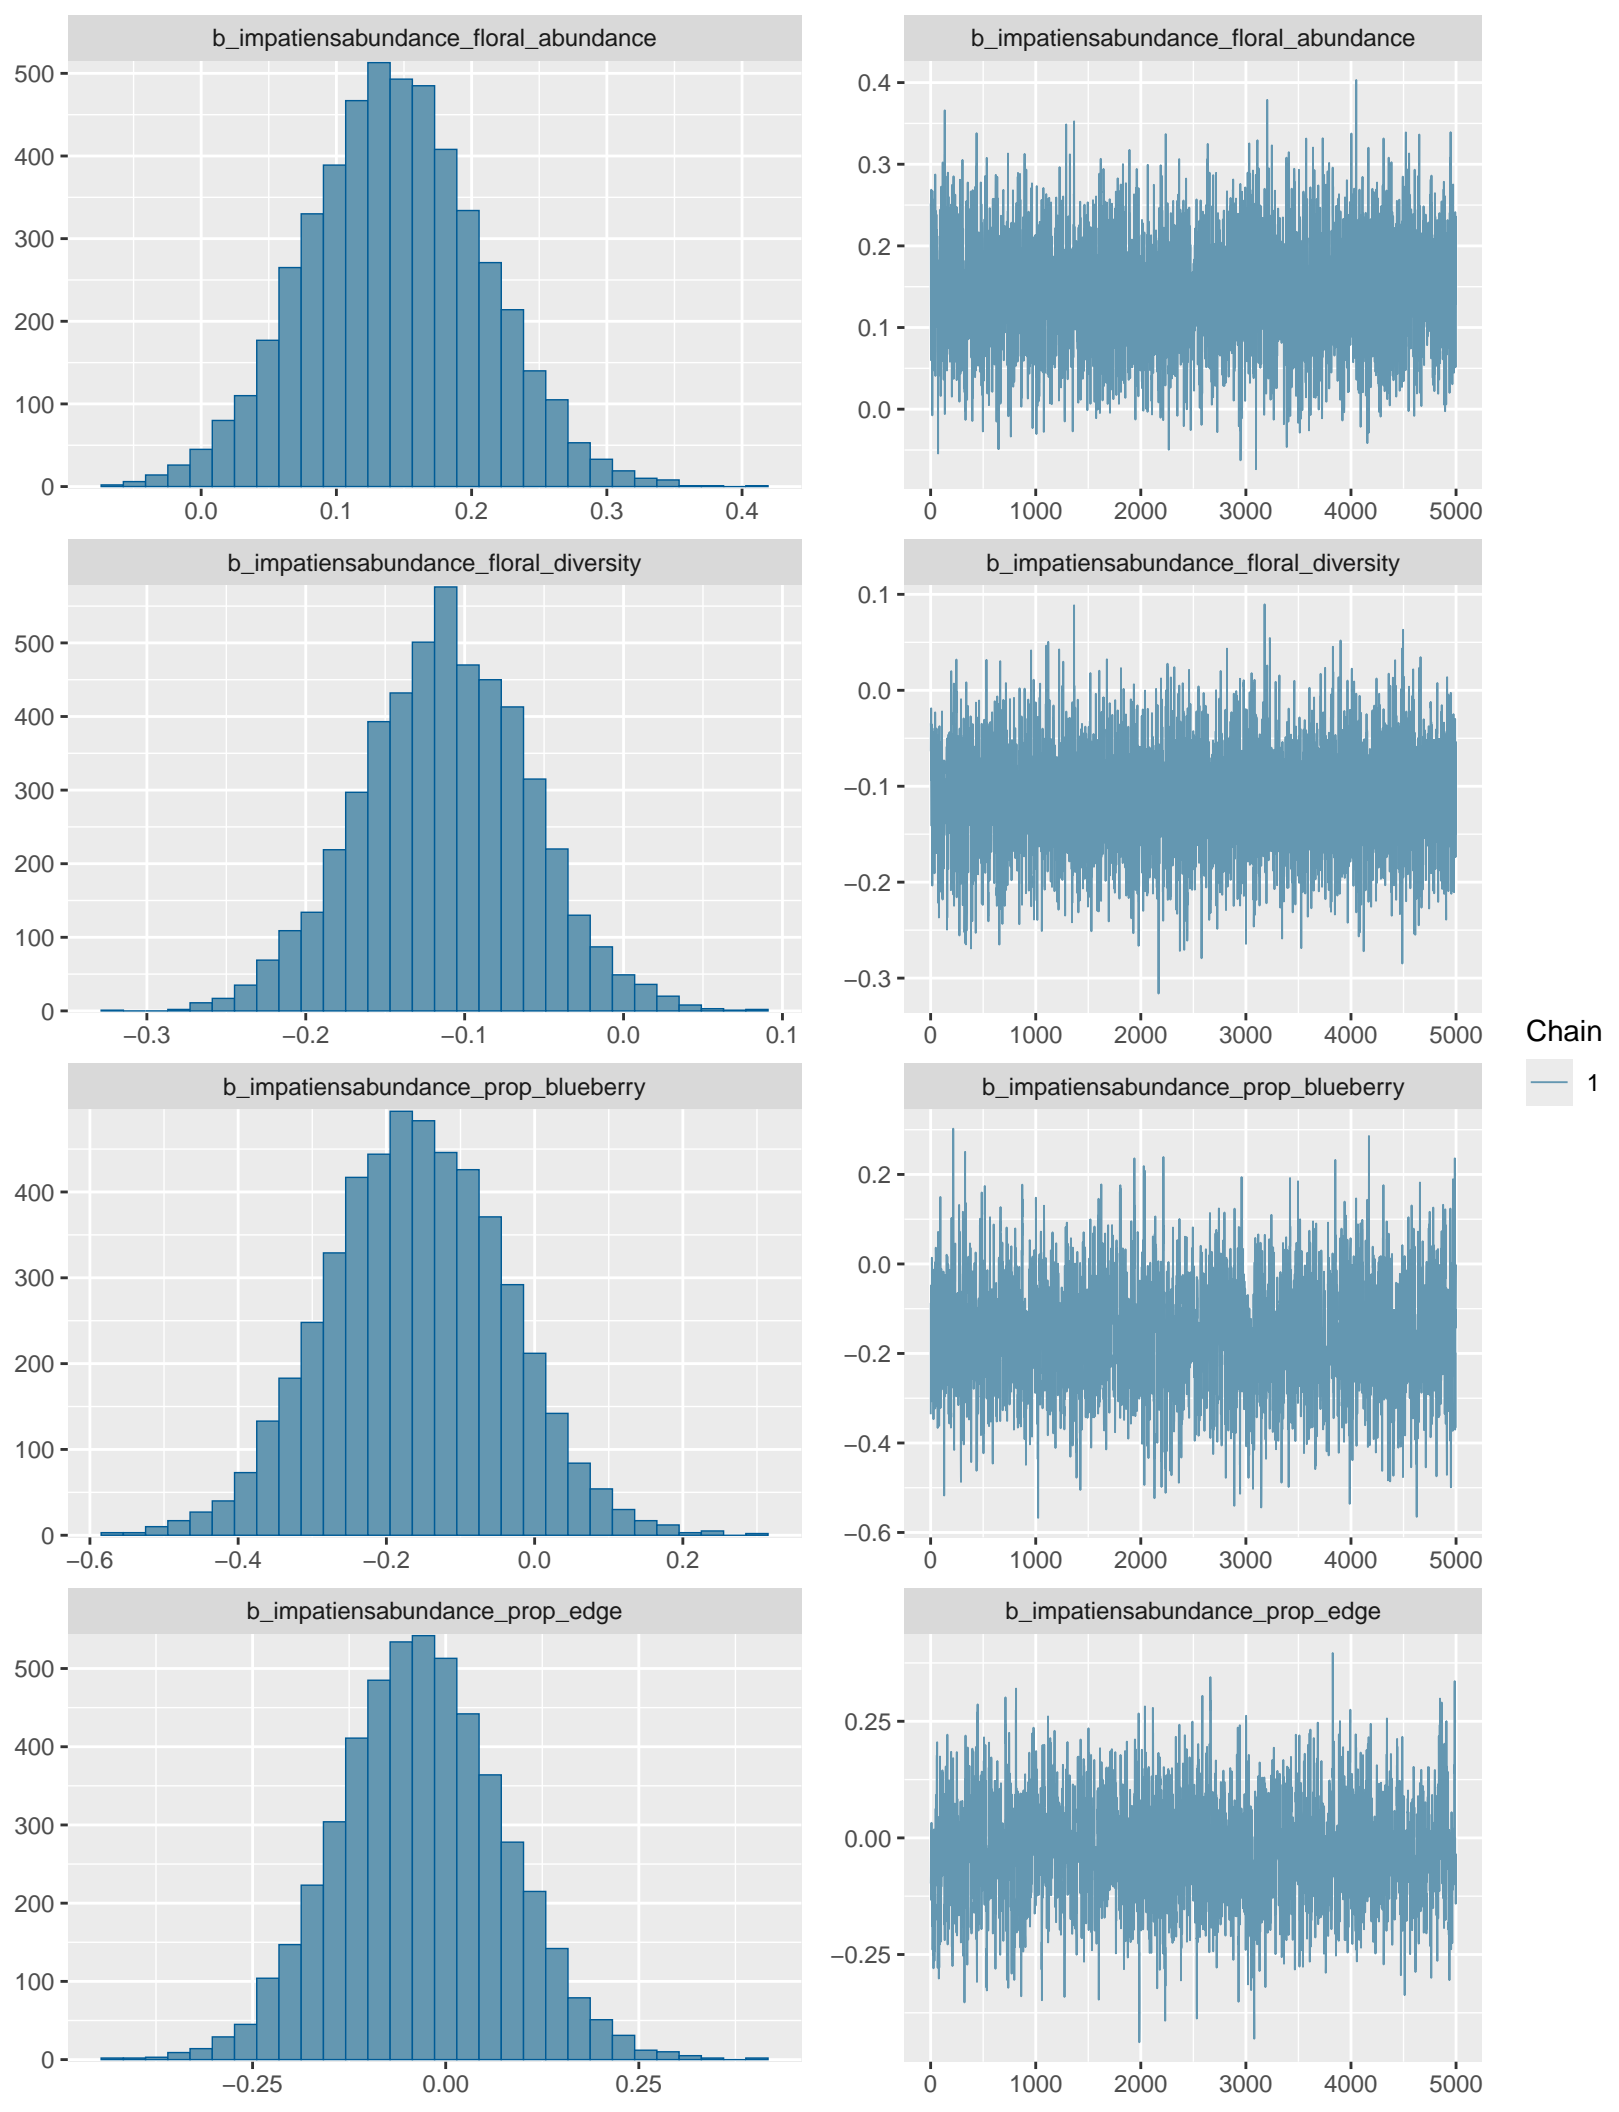 b_impatiensabundance_floral_abundance
500
400
300
200
100
0
0.0 0.1 0.2 0.3 0.4
b_impatiensabundance_floral_abundance
0.4
0.3
0.2
0.1
0.0
0 1000 2000 3000 4000 5000
b_impatiensabundance_floral_diversity
500
400
300
200
100
0
−0.3 −0.2 −0.1 0.0 0.1
b_impatiensabundance_floral_diversity
0.1
0.0
−0.1
−0.2
−0.3
0 1000 2000 3000 4000 5000
b_impatiensabundance_prop_blueberry
400
300
200
100
0
−0.6 −0.4 −0.2 0.0 0.2
b_impatiensabundance_prop_blueberry
0.2
0.0
−0.2
−0.4
−0.6
0 1000 2000 3000 4000 5000
b_impatiensabundance_prop_edge
500
400
300
200
100
0
−0.25 0.00 0.25
b_impatiensabundance_prop_edge
0.25
0.00
−0.25
0 1000 2000 3000 4000 5000
Chain
1